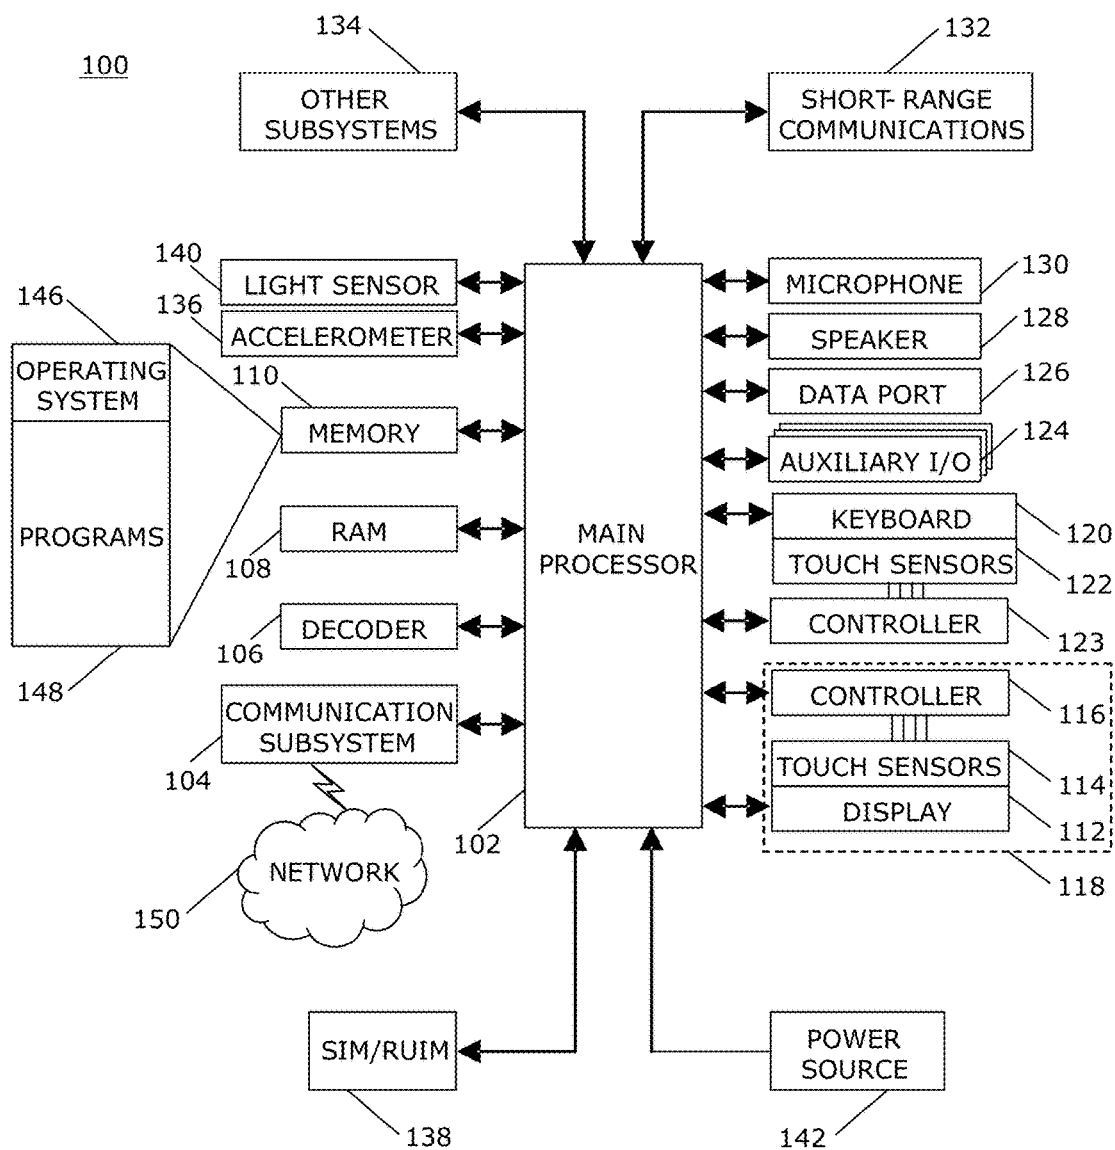 134
132
100
OTHER
SUBSYSTEMS
SHORT-RANGE
COMMUNICATIONS
140
LIGHT SENSOR
MICROPHONE
130
146
136
ACCELEROMETER
SPEAKER
128
OPERATING
SYSTEM
110
MEMORY
DATA PORT
126
AUXILIARY I/O
124
PROGRAMS
RAM
108
MAIN
PROCESSOR
KEYBOARD
120
TOUCH SENSORS
122
DECODER
106
CONTROLLER
123
148
COMMUNICATION
SUBSYSTEM
104
CONTROLLER
116
TOUCH SENSORS
114
DISPLAY
112
102
118
NETWORK
150
SIM/RUIM
138
POWER
SOURCE
142